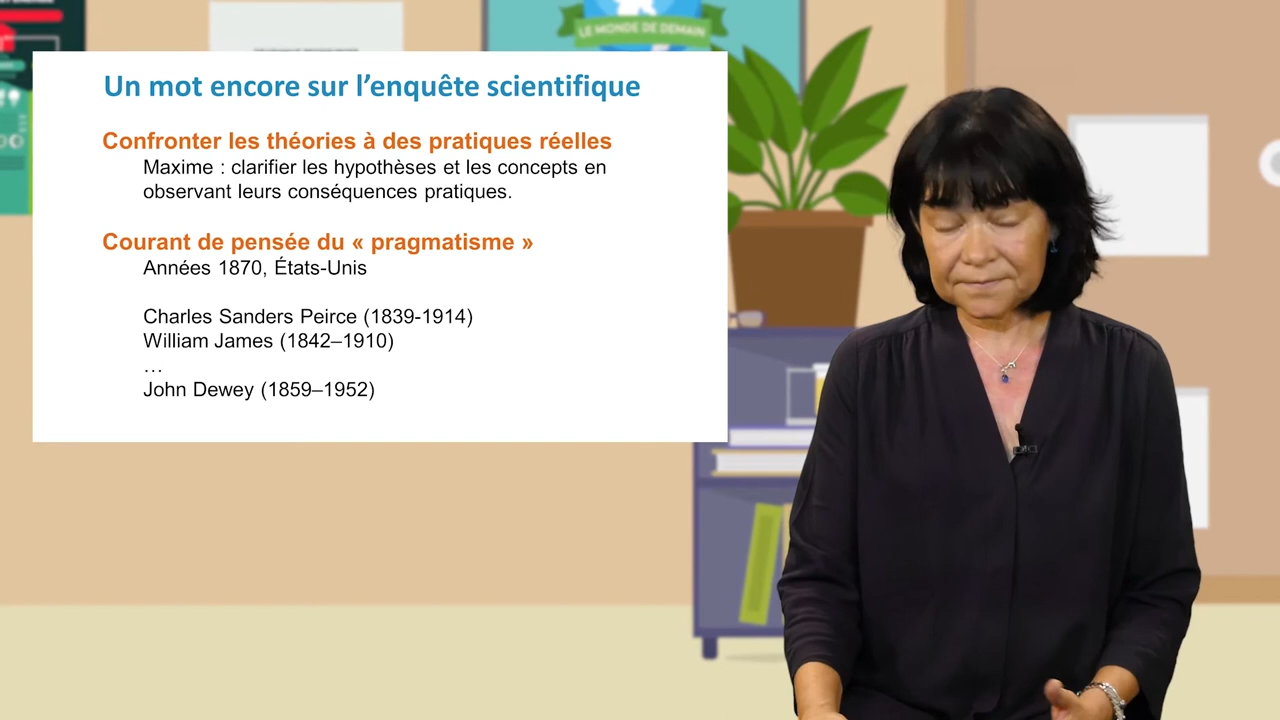 LE MONDE DE DEMAIN
Un mot encore sur l’enquête scientifique
Confronter les théories à des pratiques réelles
Maxime : clarifier les hypothèses et les concepts en
observant leurs conséquences pratiques.
Courant de pensée du « pragmatisme »
Années 1870, États-Unis
Charles Sanders Peirce (1839-1914)
William James (1842–1910)
…
John Dewey (1859–1952)